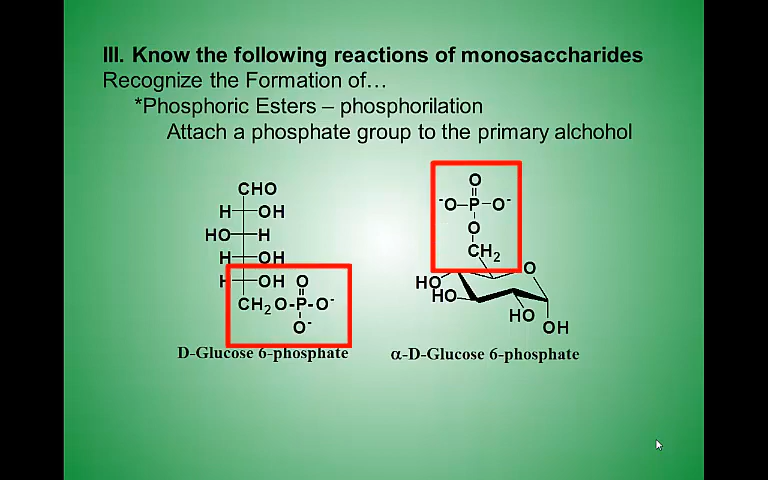 III. Know the following reactions of monosaccharides
Recognize the Formation of…
*Phosphoric Esters – phosphorilation
Attach a phosphate group to the primary alchohol
CHO
H OH
HO H
H OH
H OH O
CH₂O-P-O⁻
O⁻
D-Glucose 6-phosphate
O
⁻O-P-O⁻
O
CH₂
O
HO
HO
HO
OH
α-D-Glucose 6-phosphate